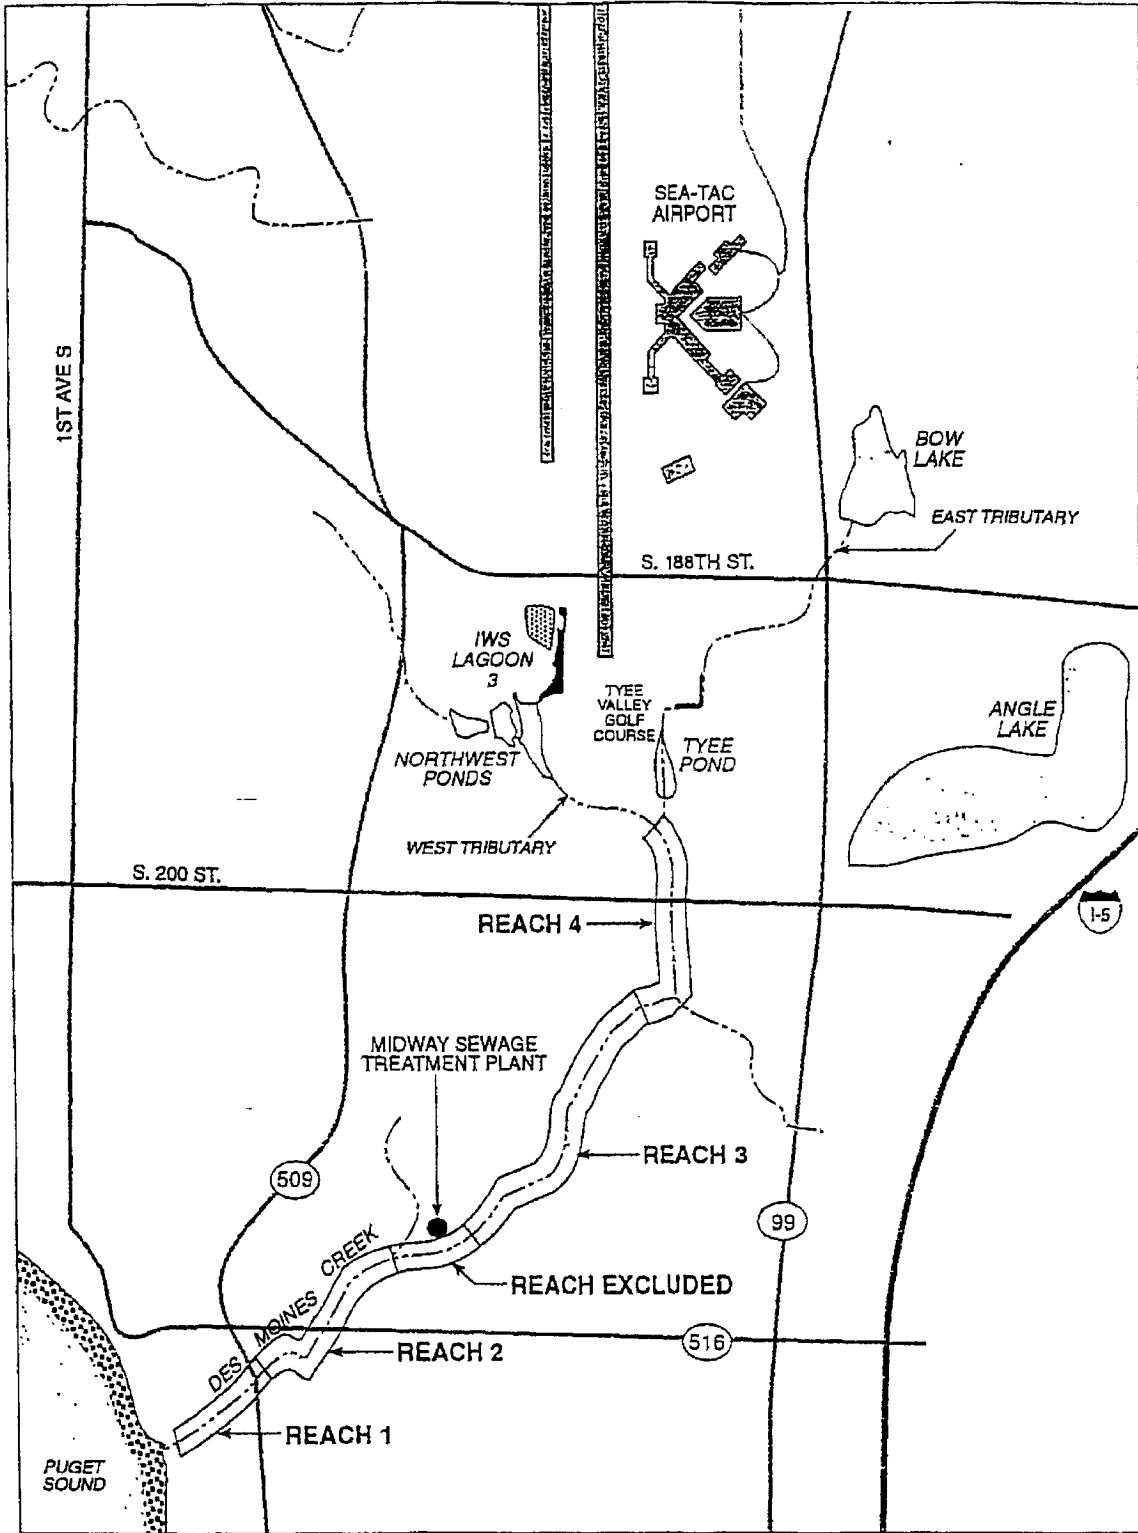 SEA-TAC
AIRPORT
1ST AVE S
BOW
LAKE
EAST TRIBUTARY
S. 188TH ST.
IWS
LAGOON
3
TYEE
VALLEY
GOLF
COURSE
TYEE
POND
ANGLE
LAKE
NORTHWEST
PONDS
WEST TRIBUTARY
S. 200 ST.
I-5
REACH 4
MIDWAY SEWAGE
TREATMENT PLANT
REACH 3
509
99
DES MOINES CREEK
REACH EXCLUDED
516
REACH 2
REACH 1
PUGET
SOUND